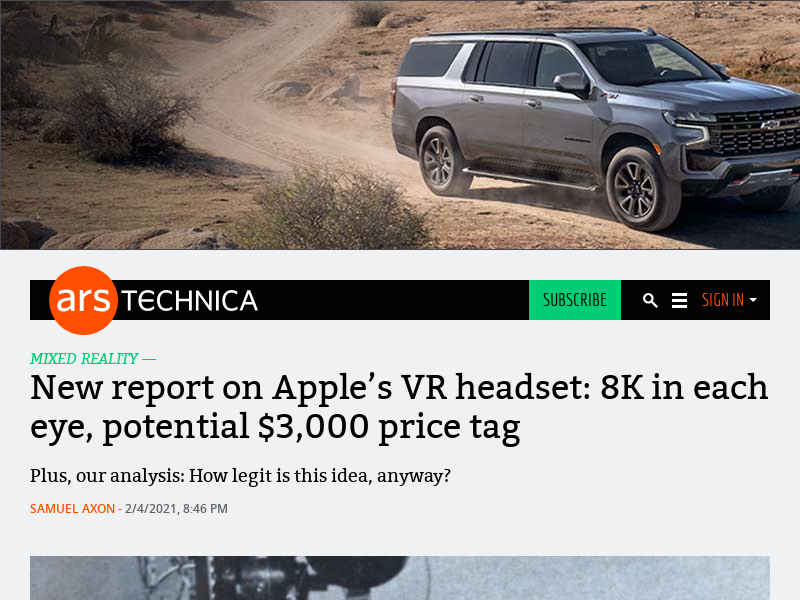 ars TECHNICA
SUBSCRIBE
SIGN IN
MIXED REALITY —
New report on Apple’s VR headset: 8K in each
eye, potential $3,000 price tag
Plus, our analysis: How legit is this idea, anyway?
SAMUEL AXON - 2/4/2021, 8:46 PM